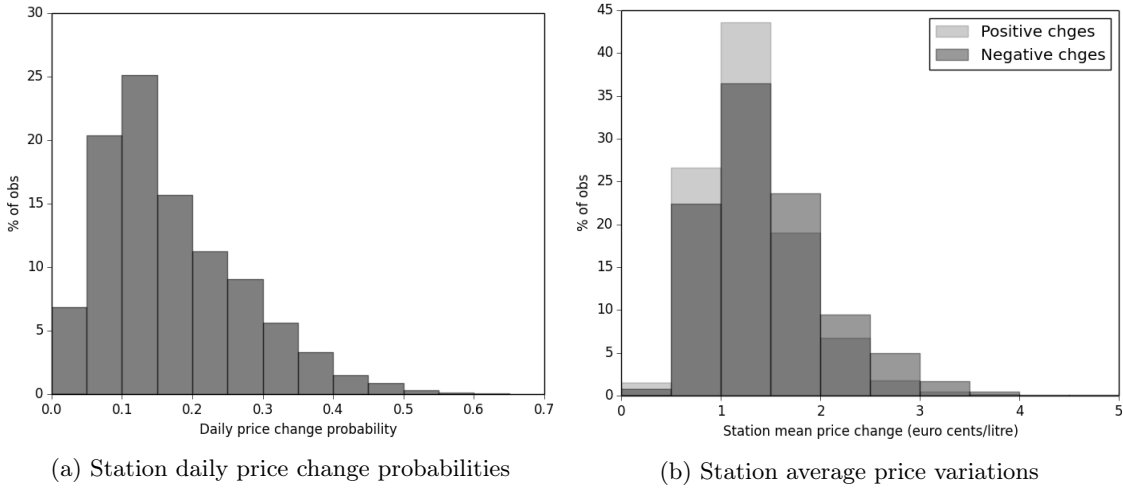 30
25
20
15
10
5
0
% of obs
0.0 0.1 0.2 0.3 0.4 0.5 0.6 0.7
Daily price change probability
(a) Station daily price change probabilities
45
40
35
30
25
20
15
10
5
0
% of obs
Positive chges
Negative chges
0 1 2 3 4 5
Station mean price change (euro cents/litre)
(b) Station average price variations